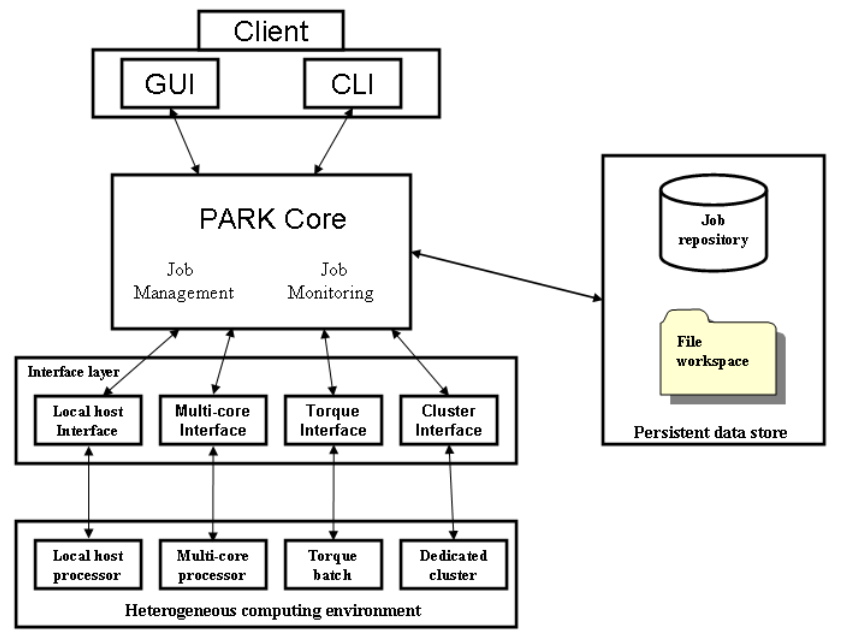 Client
GUI
CLI
PARK Core
Job
Management
Job
Monitoring
Job
repository
File
workspace
Persistent data store
Interface layer
Local host
Interface
Multi-core
Interface
Torque
Interface
Cluster
Interface
Local host
processor
Multi-core
processor
Torque
batch
Dedicated
cluster
Heterogeneous computing environment